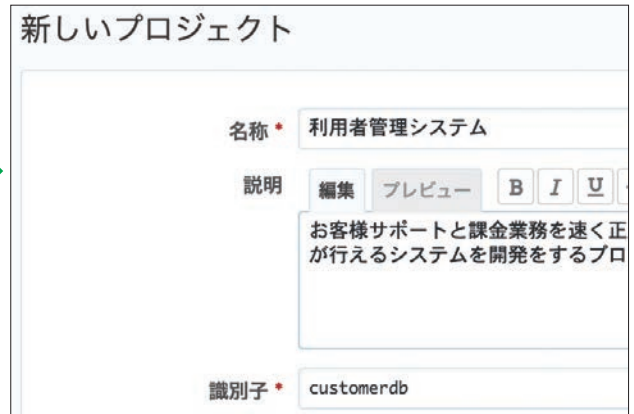 新しいプロジェクト
名称 * 利用者管理システム
説明 編集 プレビュー B I U
お客様サポートと課金業務を速く正
が行えるシステムを開発をするプロ
識別子 * customerdb